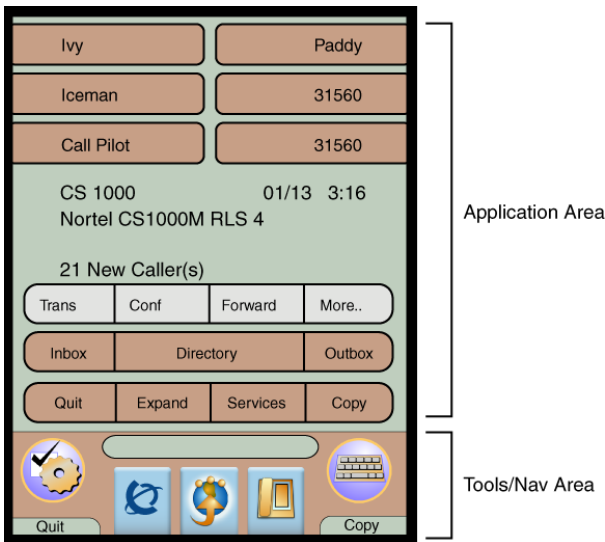 Ivy Paddy
Iceman 31560
Call Pilot 31560
CS 1000 01/13 3:16
Nortel CS1000M RLS 4
Application Area
21 New Caller(s)
Trans Conf Forward More..
Inbox Directory Outbox
Quit Expand Services Copy
Tools/Nav Area
Quit Copy